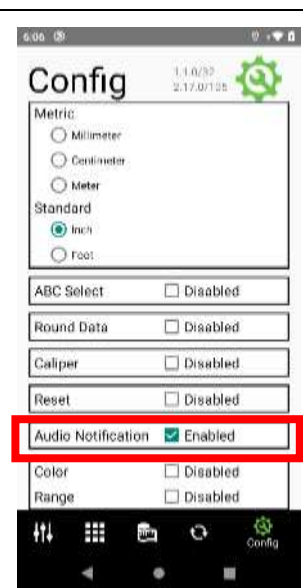 6:06
Config
1.1.0/32
2.17.0/125
Metric
Millimeter
Centimeter
Meter
Standard
Inch
Foot
ABC Select Disabled
Round Data Disabled
Caliper Disabled
Reset Disabled
Audio Notification Enabled
Color Disabled
Range Disabled
Config